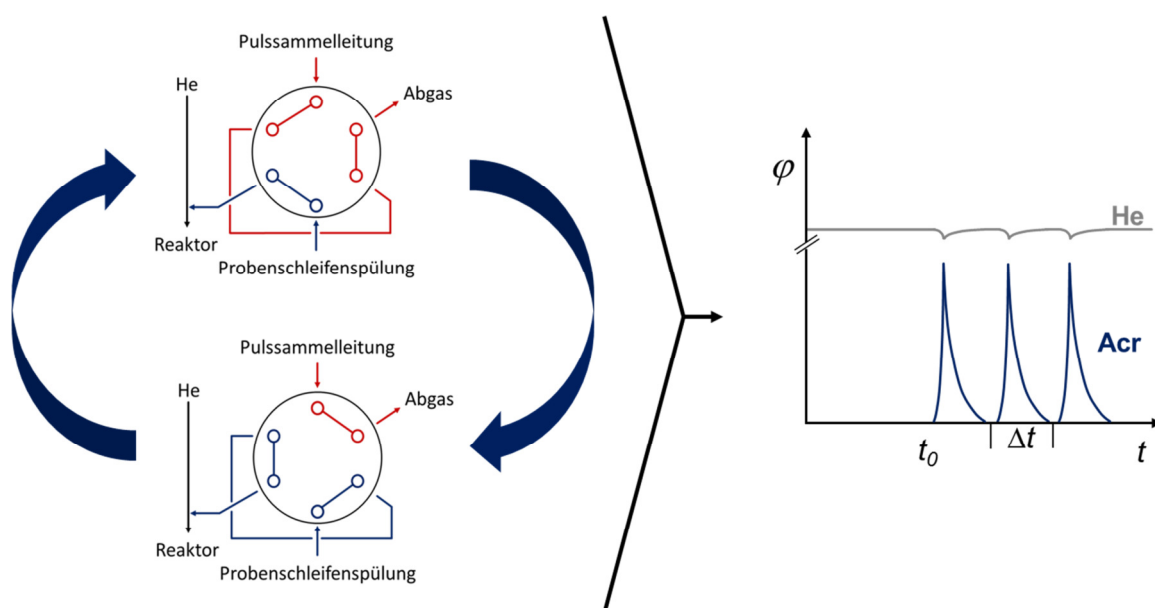 Pulssammelleitung
He
Abgas
Reaktor
Probenschleifenspülung
Pulssammelleitung
He
Abgas
Reaktor
Probenschleifenspülung
φ
He
Acr
t₀
Δt
t